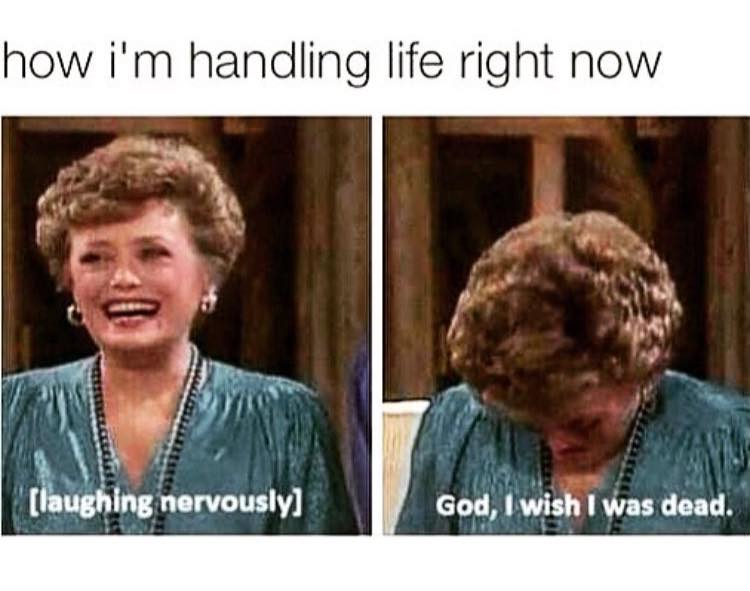 how i'm handling life right now
[laughing nervously]
God, I wish I was dead.